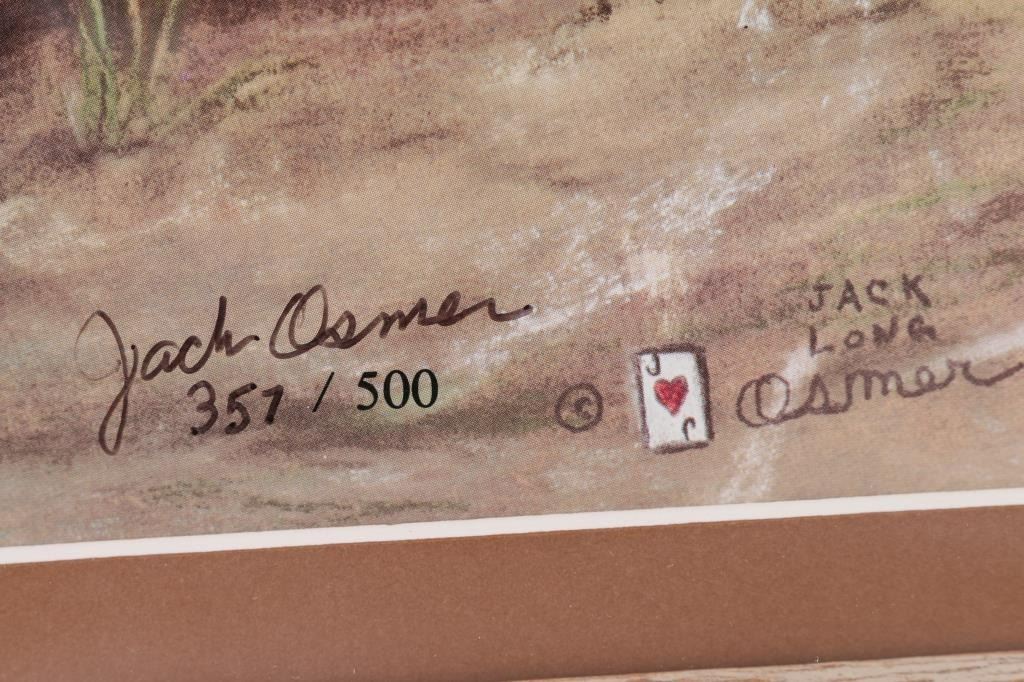 Jack Osmer
357 / 500
© J J
JACK
LONG
Osmer